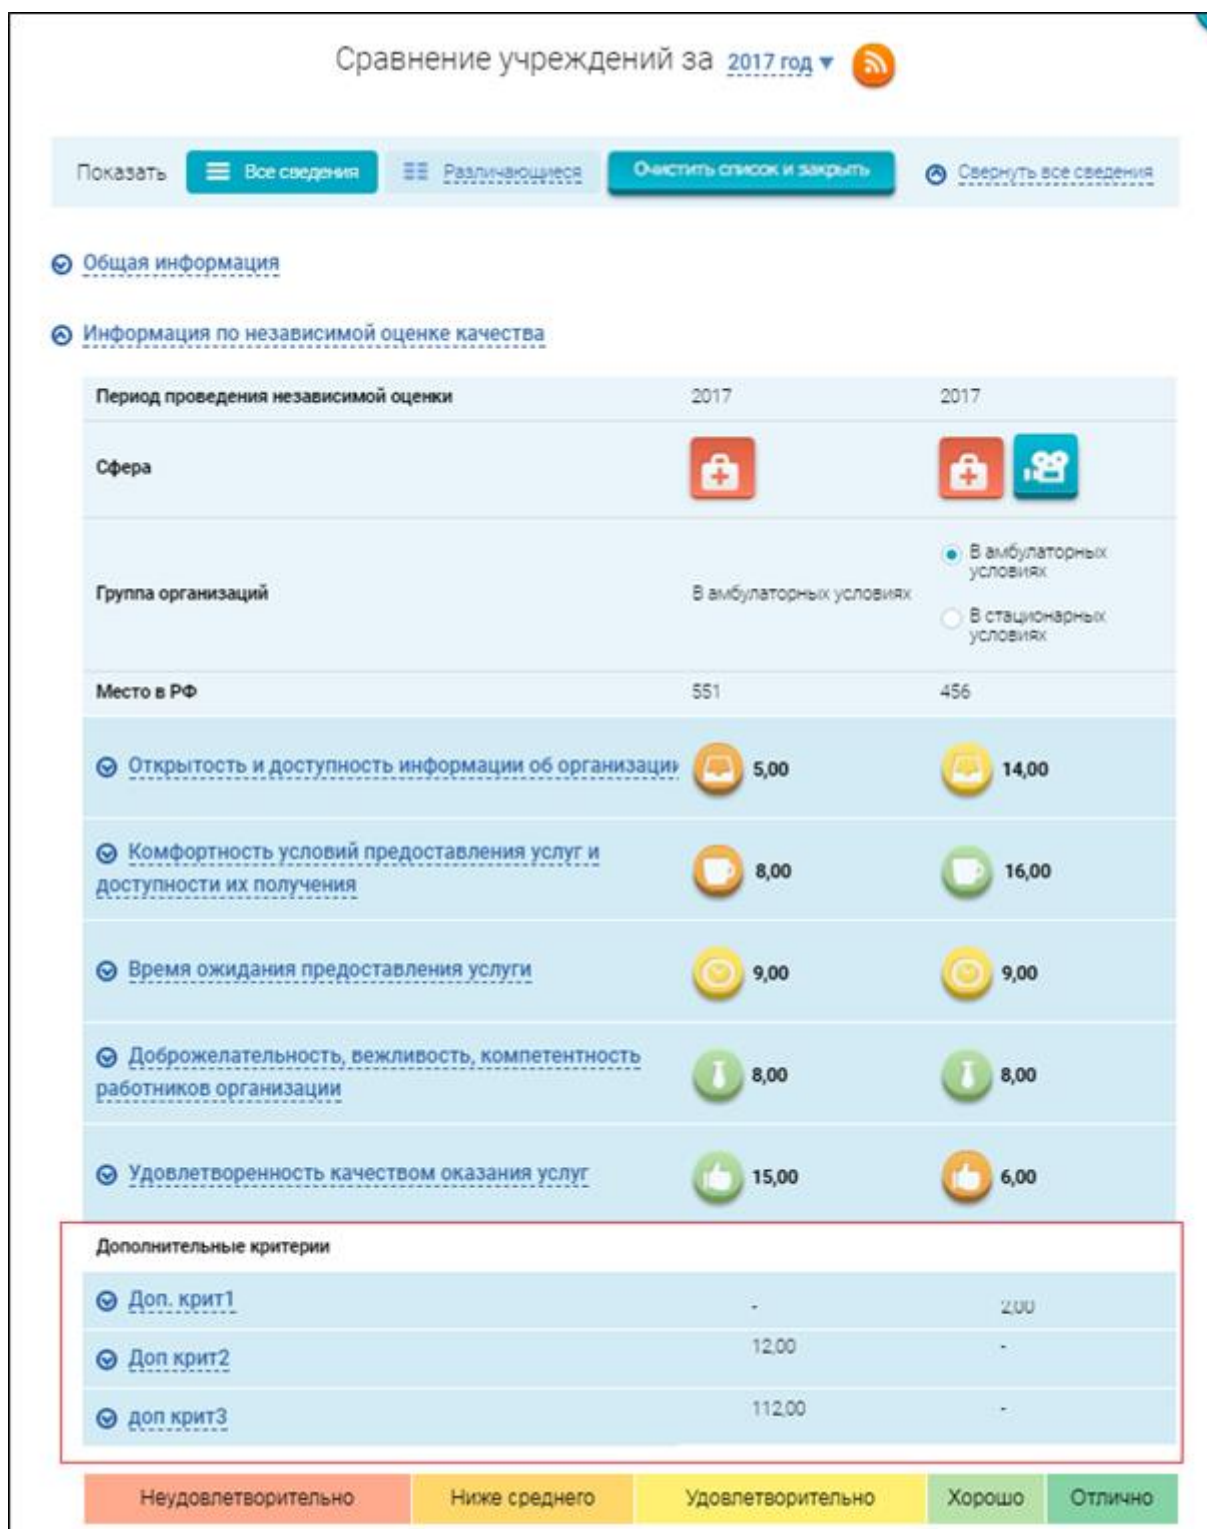 Сравнение учреждений за 2017 год
Показать Все сведения Различающиеся Очистить список и закрыть Свернуть все сведения
Общая информация
Информация по независимой оценке качества
Период проведения независимой оценки 2017 2017
Сфера
Группа организаций В амбулаторных условиях
В амбулаторных
условиях
В стационарных
условиях
Место в РФ 551 456
Открытость и доступность информации об организации 5,00 14,00
Комфортность условий предоставления услуг и
доступности их получения 8,00 16,00
Время ожидания предоставления услуги 9,00 9,00
Доброжелательность, вежливость, компетентность
работников организации 8,00 8,00
Удовлетворенность качеством оказания услуг 15,00 6,00
Дополнительные критерии
Доп. крит1 - 2,00
Доп крит2 12,00 -
доп крит3 112,00 -
Неудовлетворительно Ниже среднего Удовлетворительно Хорошо Отлично